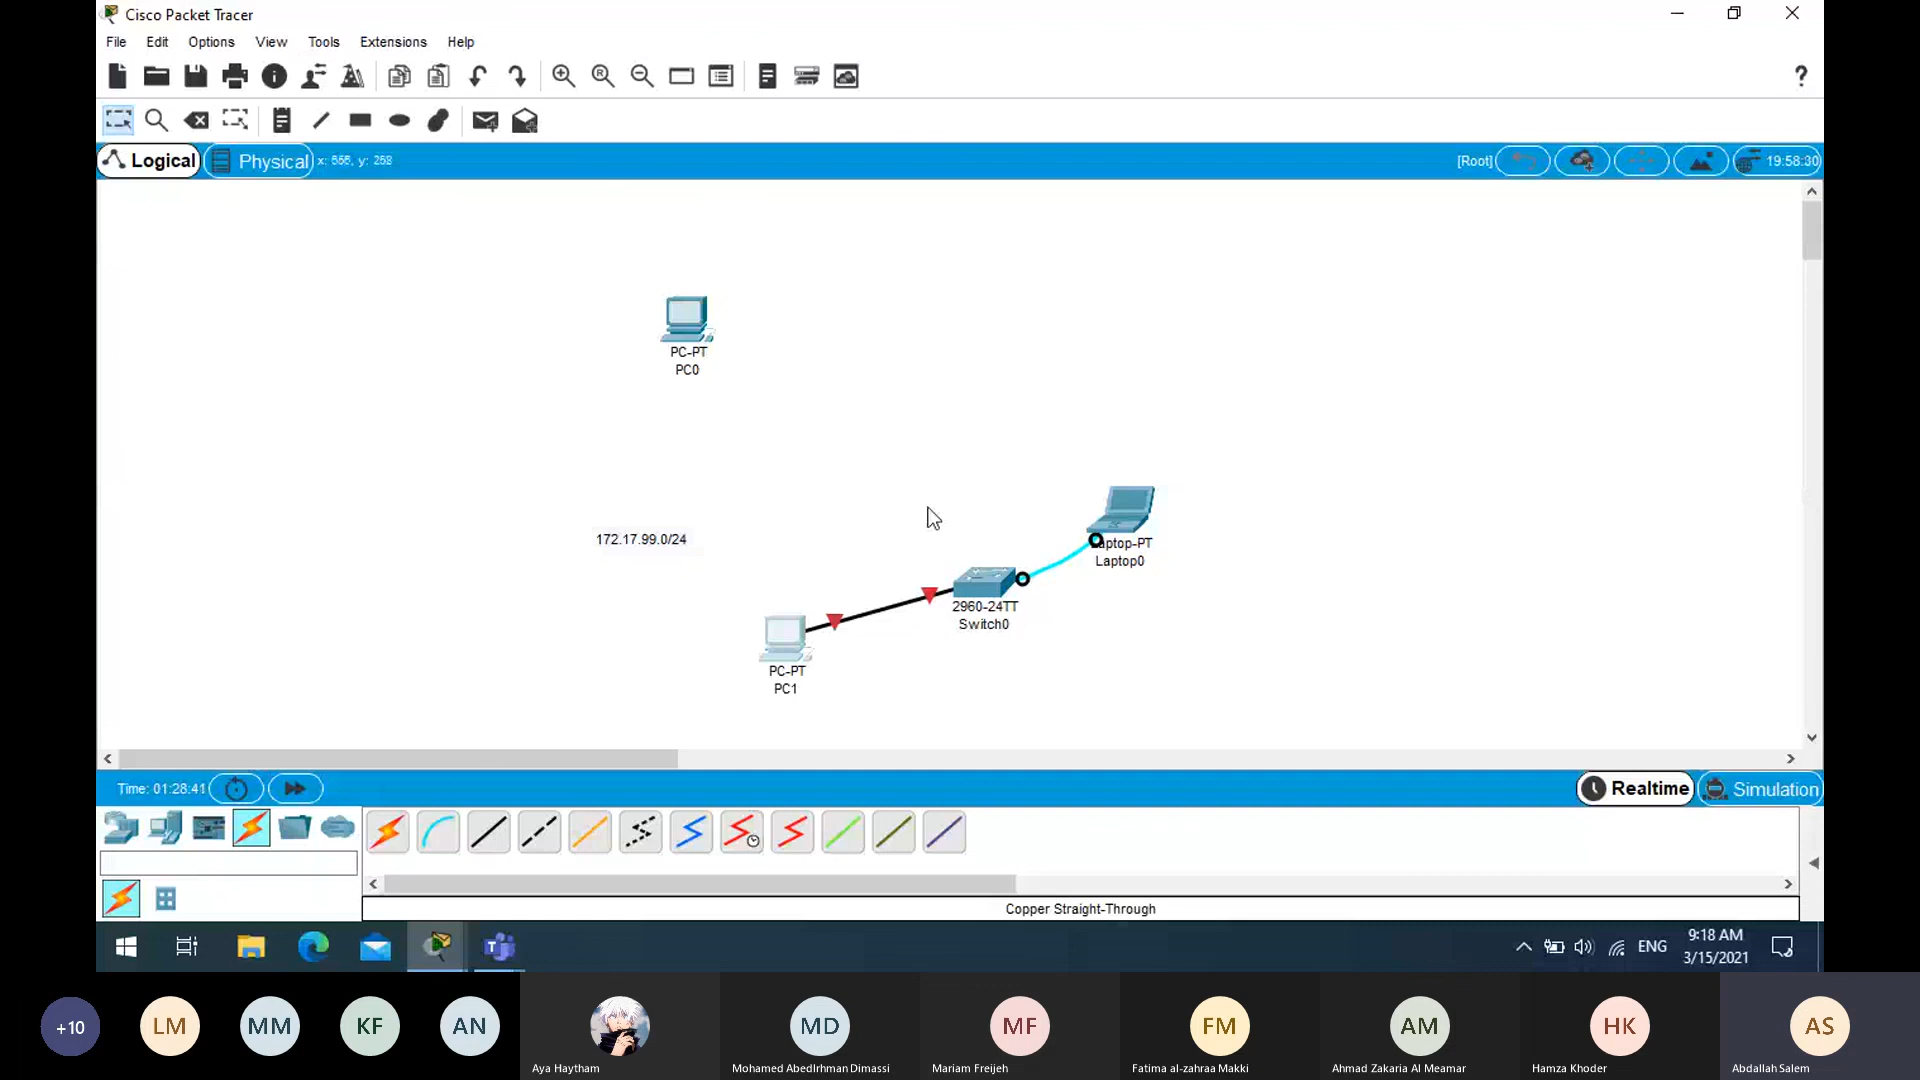 Cisco Packet Tracer
File Edit Options View Tools Extensions Help
?
Logical Physical x: 666, y: 258 [Root] 19:58:30
PC-PT
PC0
172.17.99.0/24
aptop-PT
Laptop0
2960-24TT
Switch0
PC-PT
PC1
Time: 01:28:41 Realtime Simulation
Copper Straight-Through
ENG
9:18 AM
3/15/2021
+10 LM MM KF AN MD MF FM AM HK AS
Aya Haytham Mohamed AbedIrhman Dimassi Mariam Freijeh Fatima al-zahraa Makki Ahmad Zakaria Al Meamar Hamza Khoder Abdallah Salem